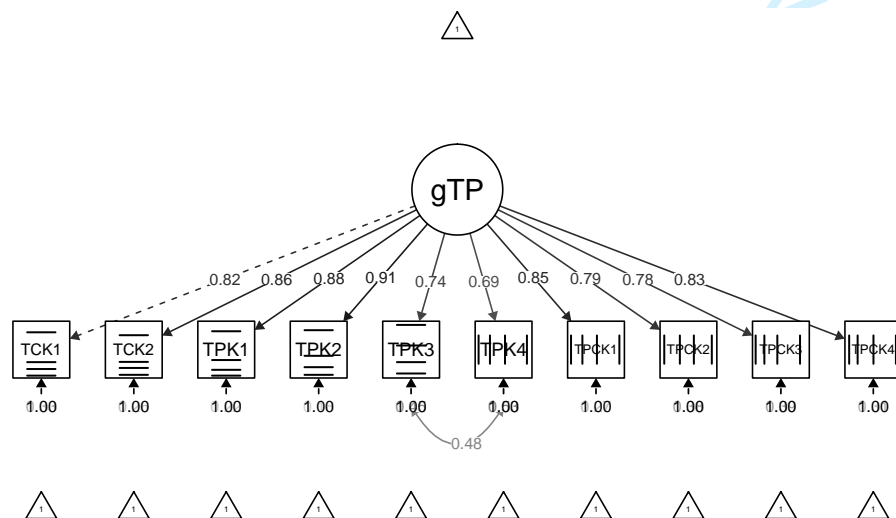 1
gTP
0.82 0.86 0.88 0.91 0.74 0.69 0.85 0.79 0.78 0.83
TCK1 TCK2 TPK1 TPK2 TPK3 TPK4 TPCK1 TPCK2 TPCK3 TPCK4
1.00 1.00 1.00 1.00 1.00 1.00 1.00 1.00 1.00 1.00
0.48
1 1 1 1 1 1 1 1 1 1